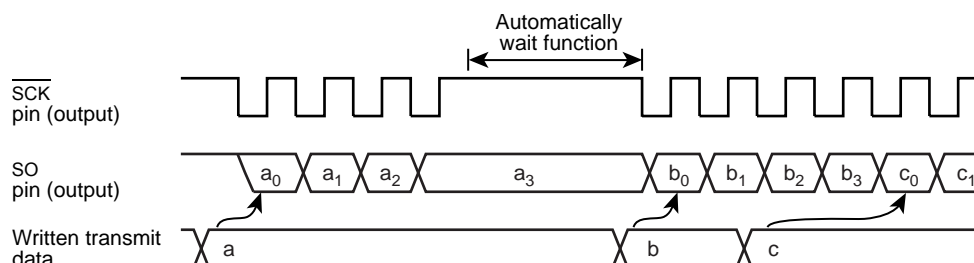 Automatically
wait function
SCK
pin (output)
SO
pin (output)
a0 a1 a2 a3 b0 b1 b2 b3 c0 c1
Written transmit
data
a b c